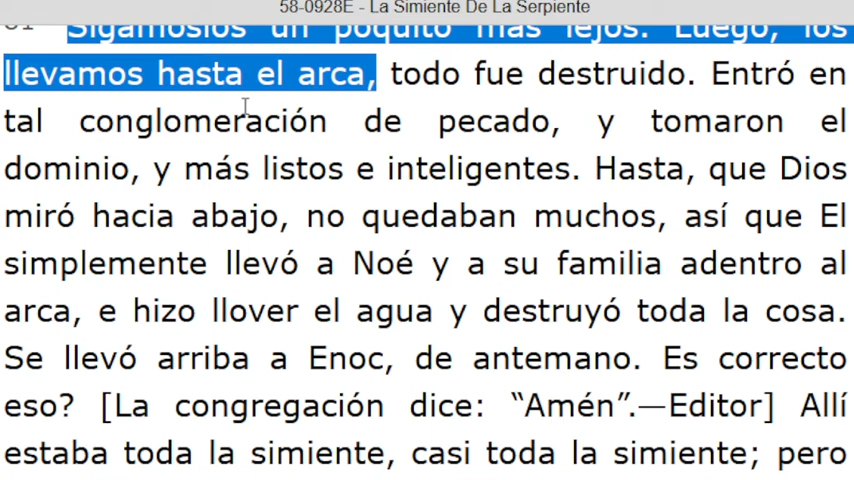 58-0928E - La Simiente De La Serpiente
Sigámoslos un poquito más lejos. Luego, los
llevamos hasta el arca, todo fue destruido. Entró en
tal conglomeración de pecado, y tomaron el
dominio, y más listos e inteligentes. Hasta, que Dios
miró hacia abajo, no quedaban muchos, así que El
simplemente llevó a Noé y a su familia adentro al
arca, e hizo llover el agua y destruyó toda la cosa.
Se llevó arriba a Enoc, de antemano. Es correcto
eso? [La congregación dice: “Amén”.—Editor] Allí
estaba toda la simiente, casi toda la simiente; pero